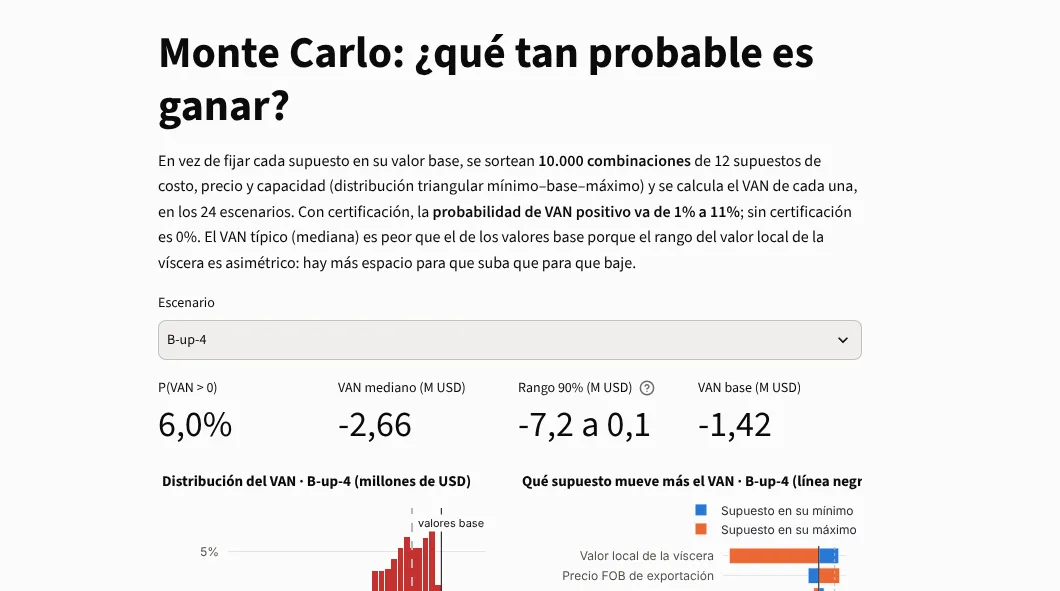 Monte Carlo: ¿qué tan probable es
ganar?
En vez de fijar cada supuesto en su valor base, se sortean 10.000 combinaciones de 12 supuestos de
costo, precio y capacidad (distribución triangular mínimo–base–máximo) y se calcula el VAN de cada una,
en los 24 escenarios. Con certificación, la probabilidad de VAN positivo va de 1% a 11%; sin certificación
es 0%. El VAN típico (mediana) es peor que el de los valores base porque el rango del valor local de la
víscera es asimétrico: hay más espacio para que suba que para que baje.
Escenario
B-up-4
P(VAN > 0)
6,0%
VAN mediano (M USD)
-2,66
Rango 90% (M USD)
-7,2 a 0,1
VAN base (M USD)
-1,42
Distribución del VAN · B-up-4 (millones de USD)
valores base
5%
Qué supuesto mueve más el VAN · B-up-4 (línea negr
Supuesto en su mínimo
Supuesto en su máximo
Valor local de la víscera
Precio FOB de exportación